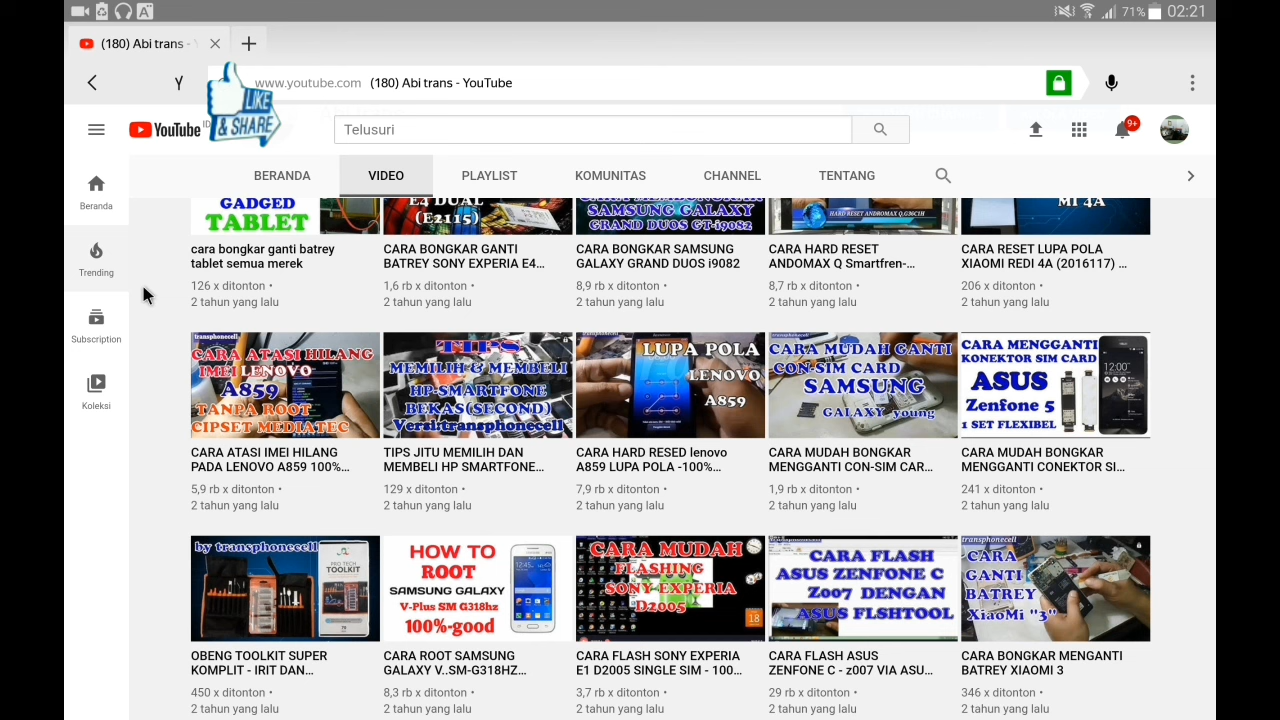 71% 02:21
(180) Abi trans -
www.youtube.com (180) Abi trans - YouTube
LIKE
& SHARE
YouTube
Telusuri
9+
BERANDA VIDEO PLAYLIST KOMUNITAS CHANNEL TENTANG
Beranda
Trending
Subscription
Koleksi
GADGED
TABLET
E4 DUAL
(E2115)
SAMSUNG GALAXY
GRAND DUOS GT-i9082
HARD RESET ANDROMAX Q.G36C1H
MI 4A
cara bongkar ganti batrey
tablet semua merek
126 x ditonton •
2 tahun yang lalu
CARA BONGKAR GANTI
BATREY SONY EXPERIA E4...
1,6 rb x ditonton •
2 tahun yang lalu
CARA BONGKAR SAMSUNG
GALAXY GRAND DUOS i9082
8,9 rb x ditonton •
2 tahun yang lalu
CARA HARD RESET
ANDOMAX Q Smartfren-...
8,7 rb x ditonton •
2 tahun yang lalu
CARA RESET LUPA POLA
XIAOMI REDI 4A (2016117) ...
206 x ditonton •
2 tahun yang lalu
transphonecell
CARA ATASI HILANG
IMEI LENOVO
A859
TANPA ROOT
CIPSET MEDIATEC
CARA ATASI IMEI HILANG
PADA LENOVO A859 100%...
5,9 rb x ditonton •
2 tahun yang lalu
TIPS
MEMILIH & MEMBELI
HP-SMARTFONE
BEKAS(SECOND)
Versi:transphonecell
TIPS JITU MEMILIH DAN
MEMBELI HP SMARTFONE...
129 x ditonton •
2 tahun yang lalu
transphonecell
LUPA POLA
LENOVO
A859
CARA HARD RESED lenovo
A859 LUPA POLA -100%...
7,9 rb x ditonton •
2 tahun yang lalu
transphonecell
CARA MUDAH GANTI
CON-SIM CARD
SAMSUNG
GALAXY young
CARA MUDAH BONGKAR
MENGGANTI CON-SIM CAR...
1,9 rb x ditonton •
2 tahun yang lalu
CARA MENGGANTI
KONEKTOR SIM CARD
ASUS
Zenfone 5
1 SET FLEXIBEL
12:00
CARA MUDAH BONGKAR
MENGGANTI CONEKTOR SI...
241 x ditonton •
2 tahun yang lalu
by transphonecell
PRO TECH
TOOLKIT
OBENG TOOLKIT SUPER
KOMPLIT - IRIT DAN...
450 x ditonton •
2 tahun yang lalu
HOW TO
ROOT
SAMSUNG GALAXY
V-Plus SM G318hz
100%-good
CARA ROOT SAMSUNG
GALAXY V..SM-G318HZ...
8,3 rb x ditonton •
2 tahun yang lalu
CARA MUDAH
FLASHING
SONY EXPERIA
D2005
18
CARA FLASH SONY EXPERIA
E1 D2005 SINGLE SIM - 100...
3,7 rb x ditonton •
2 tahun yang lalu
CARA FLASH
ASUS ZENFONE C
Z007 DENGAN
ASUS FLSHTOOL
CARA FLASH ASUS
ZENFONE C - z007 VIA ASU...
29 rb x ditonton •
2 tahun yang lalu
transphonecell
CARA
GANTI
BATREY
XiaoMi "3"
CARA BONGKAR MENGANTI
BATREY XIAOMI 3
346 x ditonton •
2 tahun yang lalu